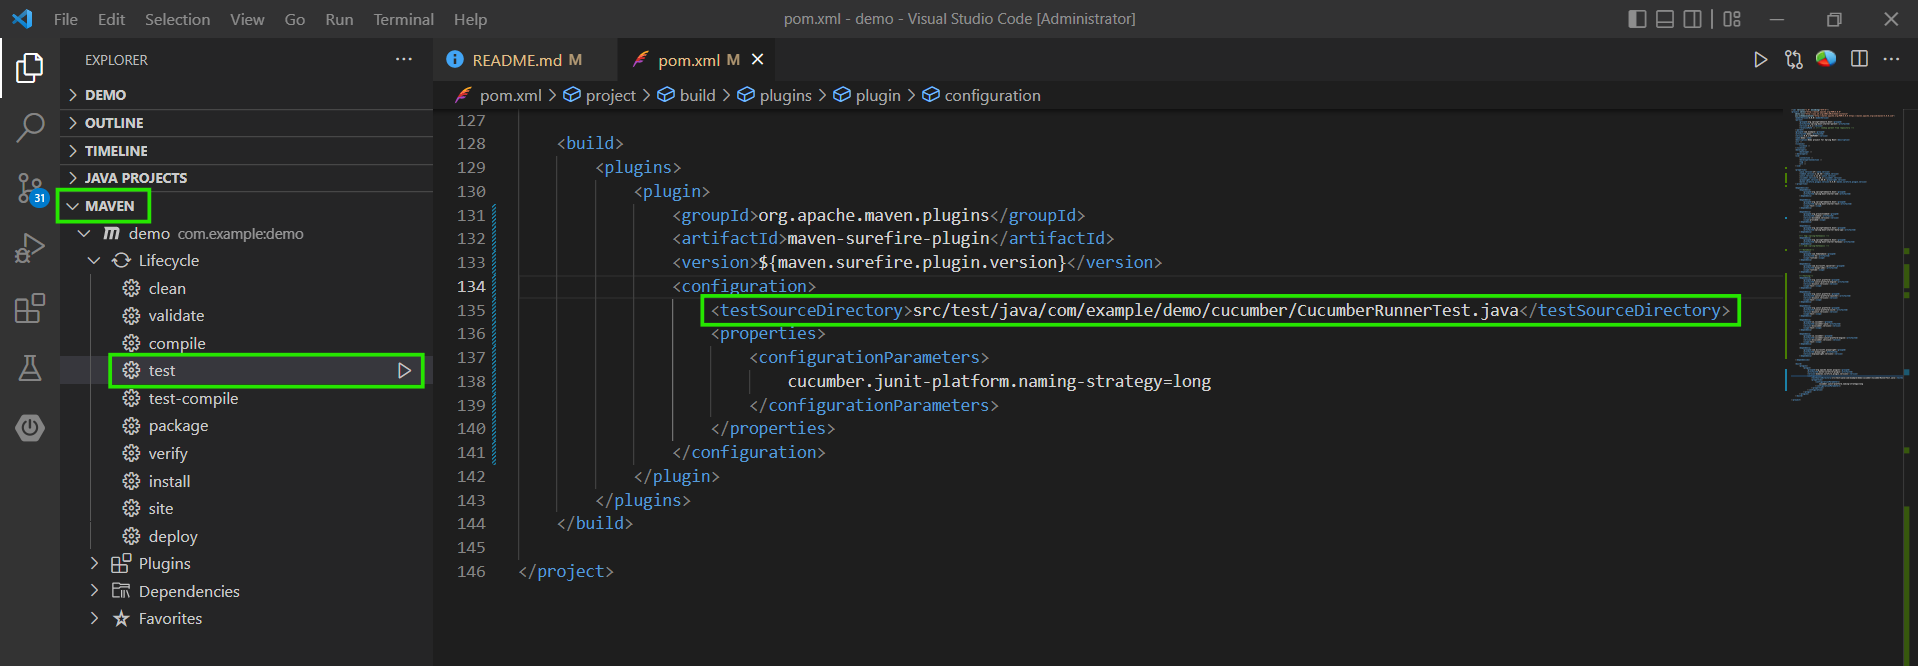 File Edit Selection View Go Run Terminal Help pom.xml - demo - Visual Studio Code [Administrator]
EXPLORER
README.md M pom.xml M
DEMO
pom.xml > project > build > plugins > plugin > configuration
OUTLINE
TIMELINE
JAVA PROJECTS
31
MAVEN
demo com.example:demo
Lifecycle
clean
validate
compile
test
test-compile
package
verify
install
site
deploy
Plugins
Dependencies
Favorites
127
128 <build>
129 <plugins>
130 <plugin>
131 <groupId>org.apache.maven.plugins</groupId>
132 <artifactId>maven-surefire-plugin</artifactId>
133 <version>${maven.surefire.plugin.version}</version>
134 <configuration>
135 <testSourceDirectory>src/test/java/com/example/demo/cucumber/CucumberRunnerTest.java</testSourceDirectory>
136 <properties>
137 <configurationParameters>
138 cucumber.junit-platform.naming-strategy=long
139 </configurationParameters>
140 </properties>
141 </configuration>
142 </plugin>
143 </plugins>
144 </build>
145
146 </project>